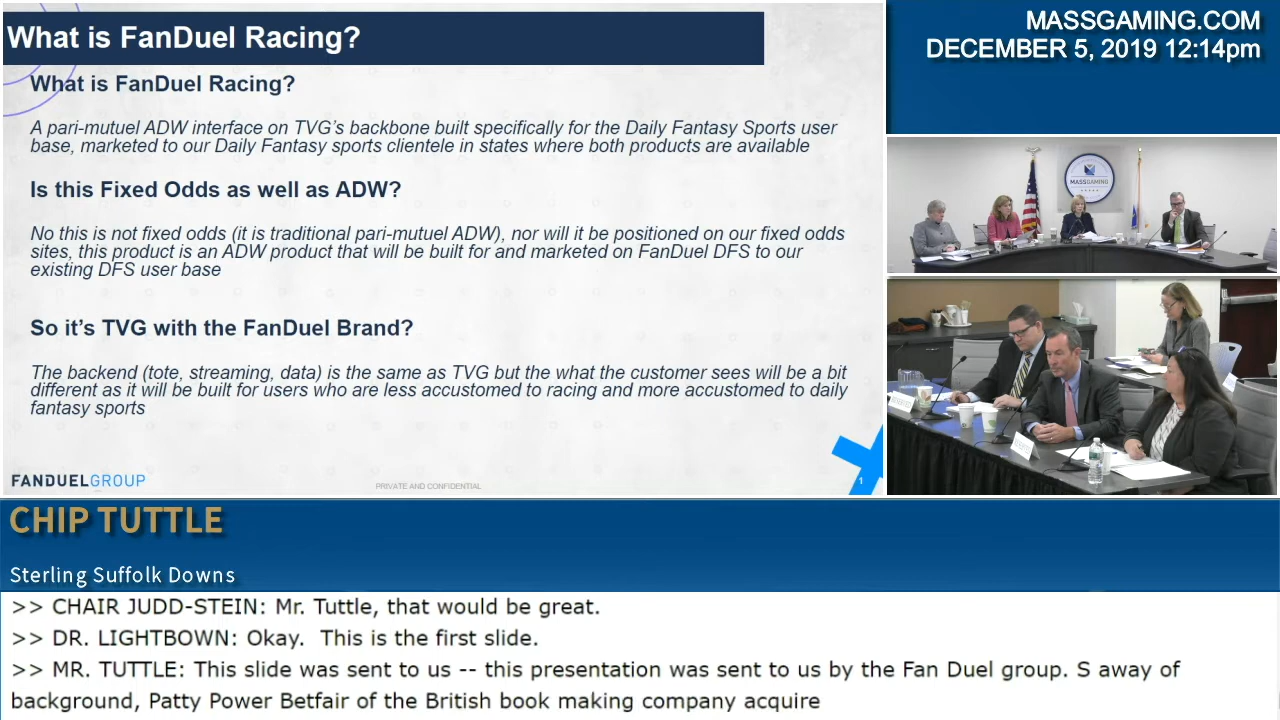 What is FanDuel Racing?
What is FanDuel Racing?
A pari-mutuel ADW interface on TVG's backbone built specifically for the Daily Fantasy Sports user
base, marketed to our Daily Fantasy sports clientele in states where both products are available
Is this Fixed Odds as well as ADW?
No this is not fixed odds (it is traditional pari-mutuel ADW), nor will it be positioned on our fixed odds
sites, this product is an ADW product that will be built for and marketed on FanDuel DFS to our
existing DFS user base
So it's TVG with the FanDuel Brand?
The backend (tote, streaming, data) is the same as TVG but the what the customer sees will be a bit
different as it will be built for users who are less accustomed to racing and more accustomed to daily
fantasy sports
FANDUELGROUP
PRIVATE AND CONFIDENTIAL
1
MASSGAMING.COM
DECEMBER 5, 2019 12:14pm
MASSGAMING
CHIP TUTTLE
Sterling Suffolk Downs
>> CHAIR JUDD-STEIN: Mr. Tuttle, that would be great.
>> DR. LIGHTBOWN: Okay.  This is the first slide.
>> MR. TUTTLE: This slide was sent to us -- this presentation was sent to us by the Fan Duel group. S away of
background, Patty Power Betfair of the British book making company acquire